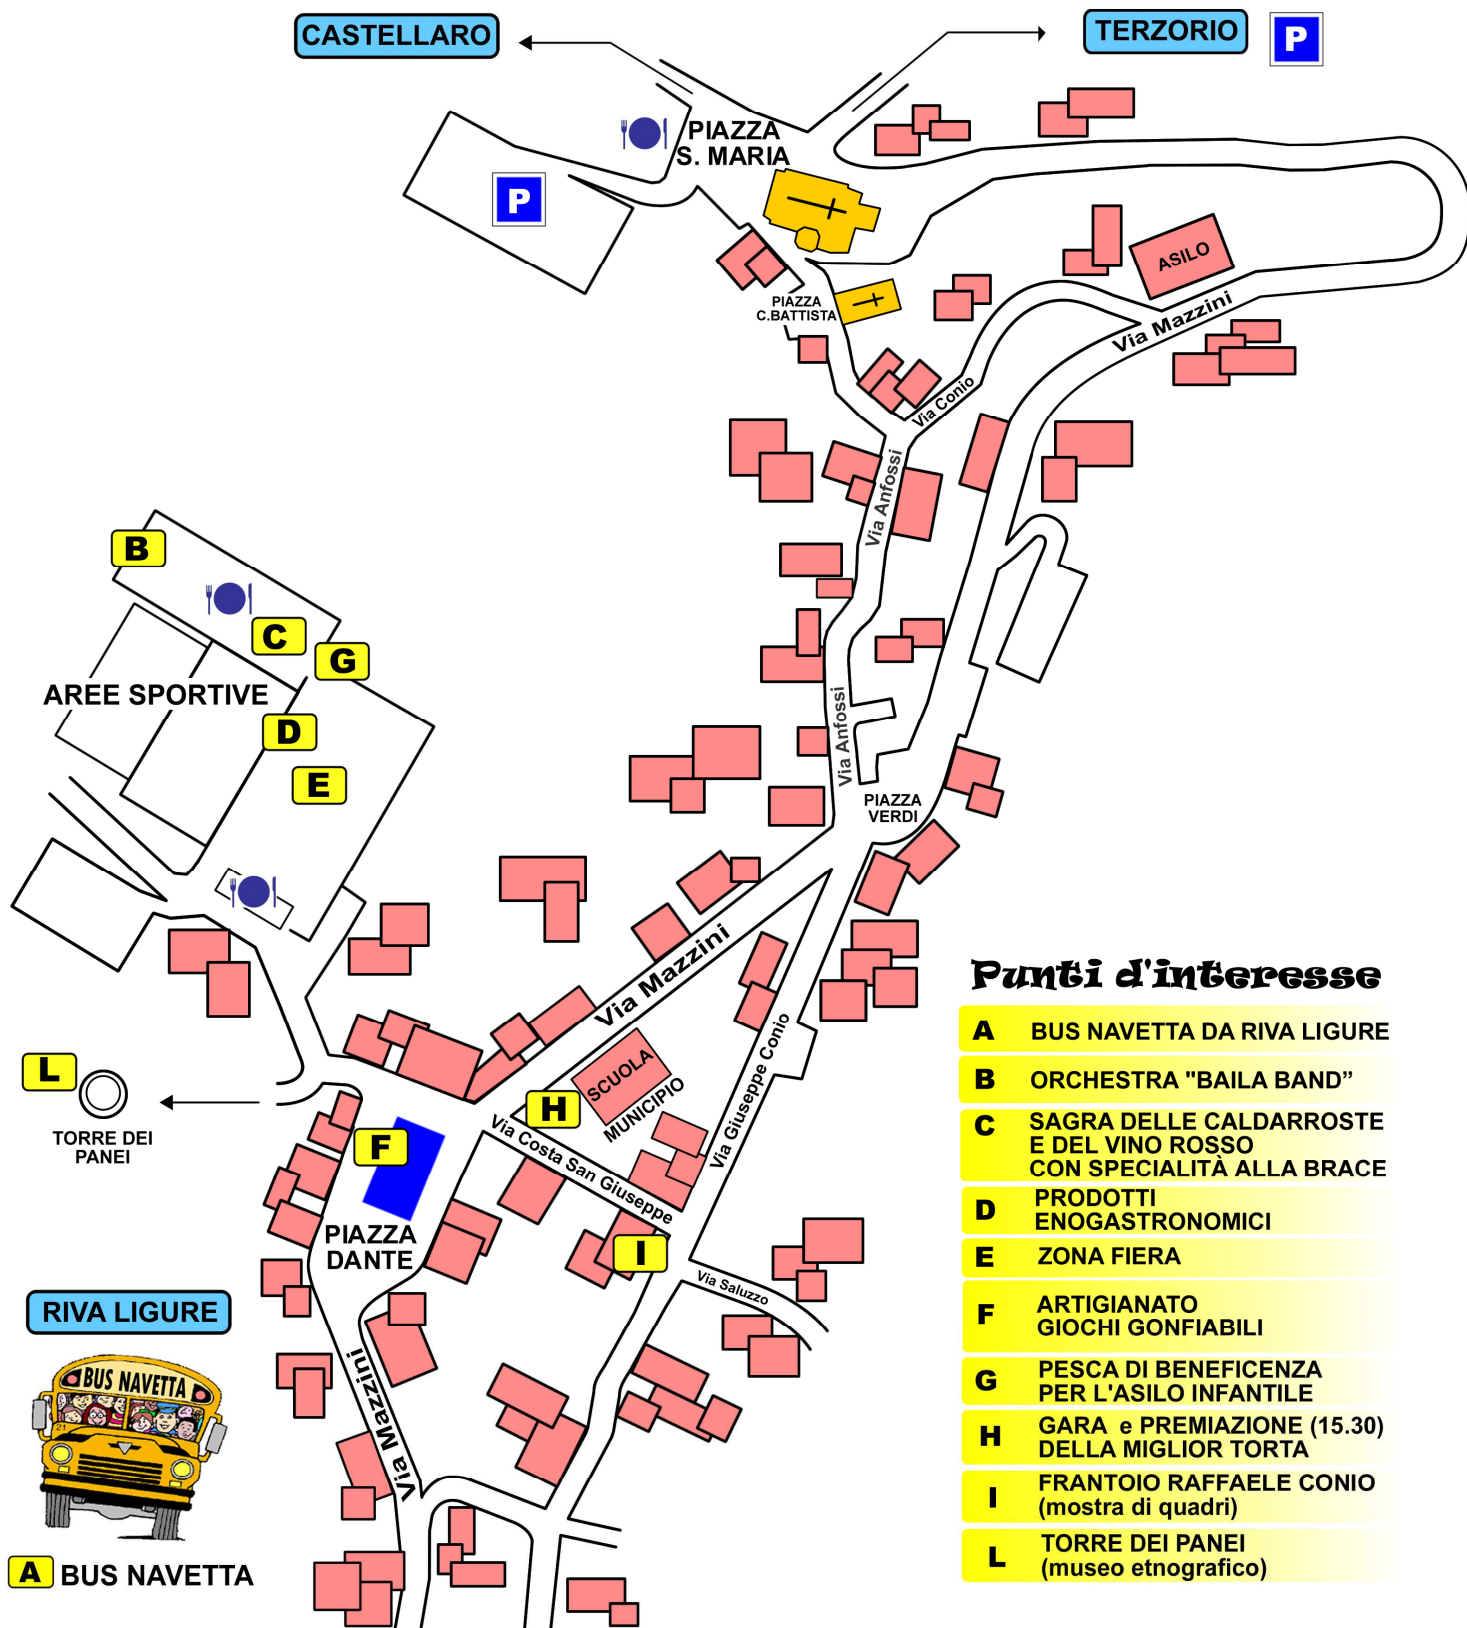 CASTELLARO
TERZORIO
P
PIAZZA
S. MARIA
P
ASILO
PIAZZA
C.BATTISTA
Via Mazzini
Via Conio
Via Anfossi
B
C
G
AREE SPORTIVE
D
Via Anfossi
E
PIAZZA
VERDI
Via Mazzini
Punti d'interesse
A BUS NAVETTA DA RIVA LIGURE
B ORCHESTRA "BAILA BAND”
C SAGRA DELLE CALDARROSTE
E DEL VINO ROSSO
CON SPECIALITÀ ALLA BRACE
D PRODOTTI
ENOGASTRONOMICI
E ZONA FIERA
F ARTIGIANATO
GIOCHI GONFIABILI
G PESCA DI BENEFICENZA
PER L'ASILO INFANTILE
H GARA e PREMIAZIONE (15.30)
DELLA MIGLIOR TORTA
I FRANTOIO RAFFAELE CONIO
(mostra di quadri)
L TORRE DEI PANEI
(museo etnografico)
SCUOLA
MUNICIPIO
Via Giuseppe Conio
L
TORRE DEI
PANEI
H
Via Costa San Giuseppe
F
PIAZZA
DANTE
I
Via Saluzzo
RIVA LIGURE
Via Mazzini
BUS NAVETTA
21
A BUS NAVETTA